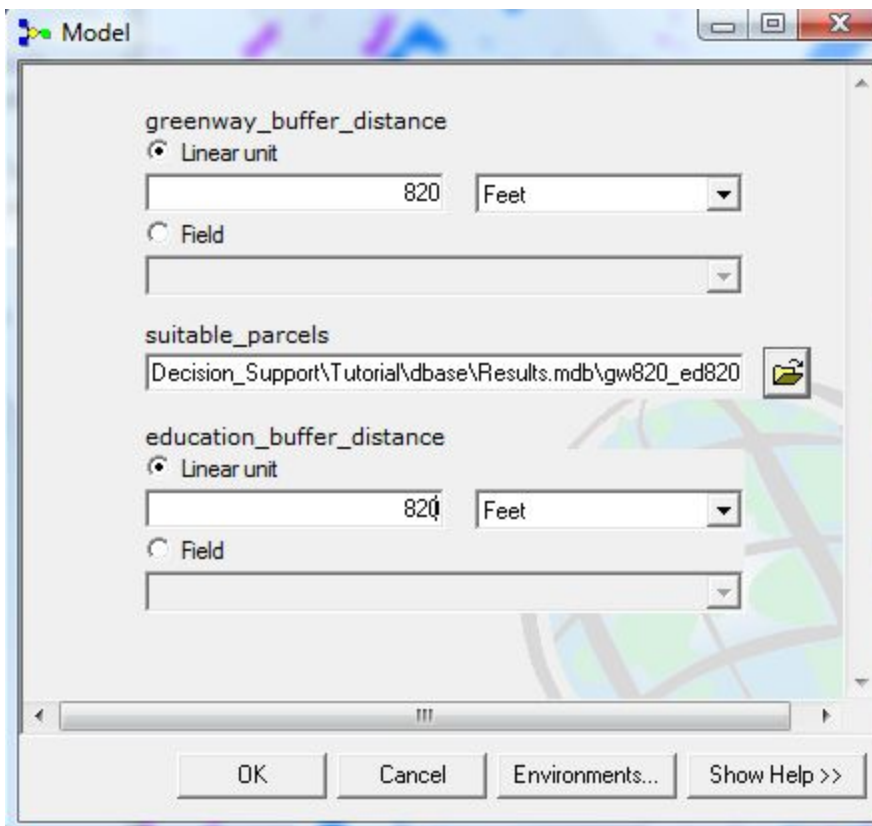 Model
greenway_buffer_distance
Linear unit
820 Feet
Field
suitable_parcels
Decision_Support\Tutorial\dbase\Results.mdb\gw820_ed820
education_buffer_distance
Linear unit
820 Feet
Field
OK Cancel Environments... Show Help >>